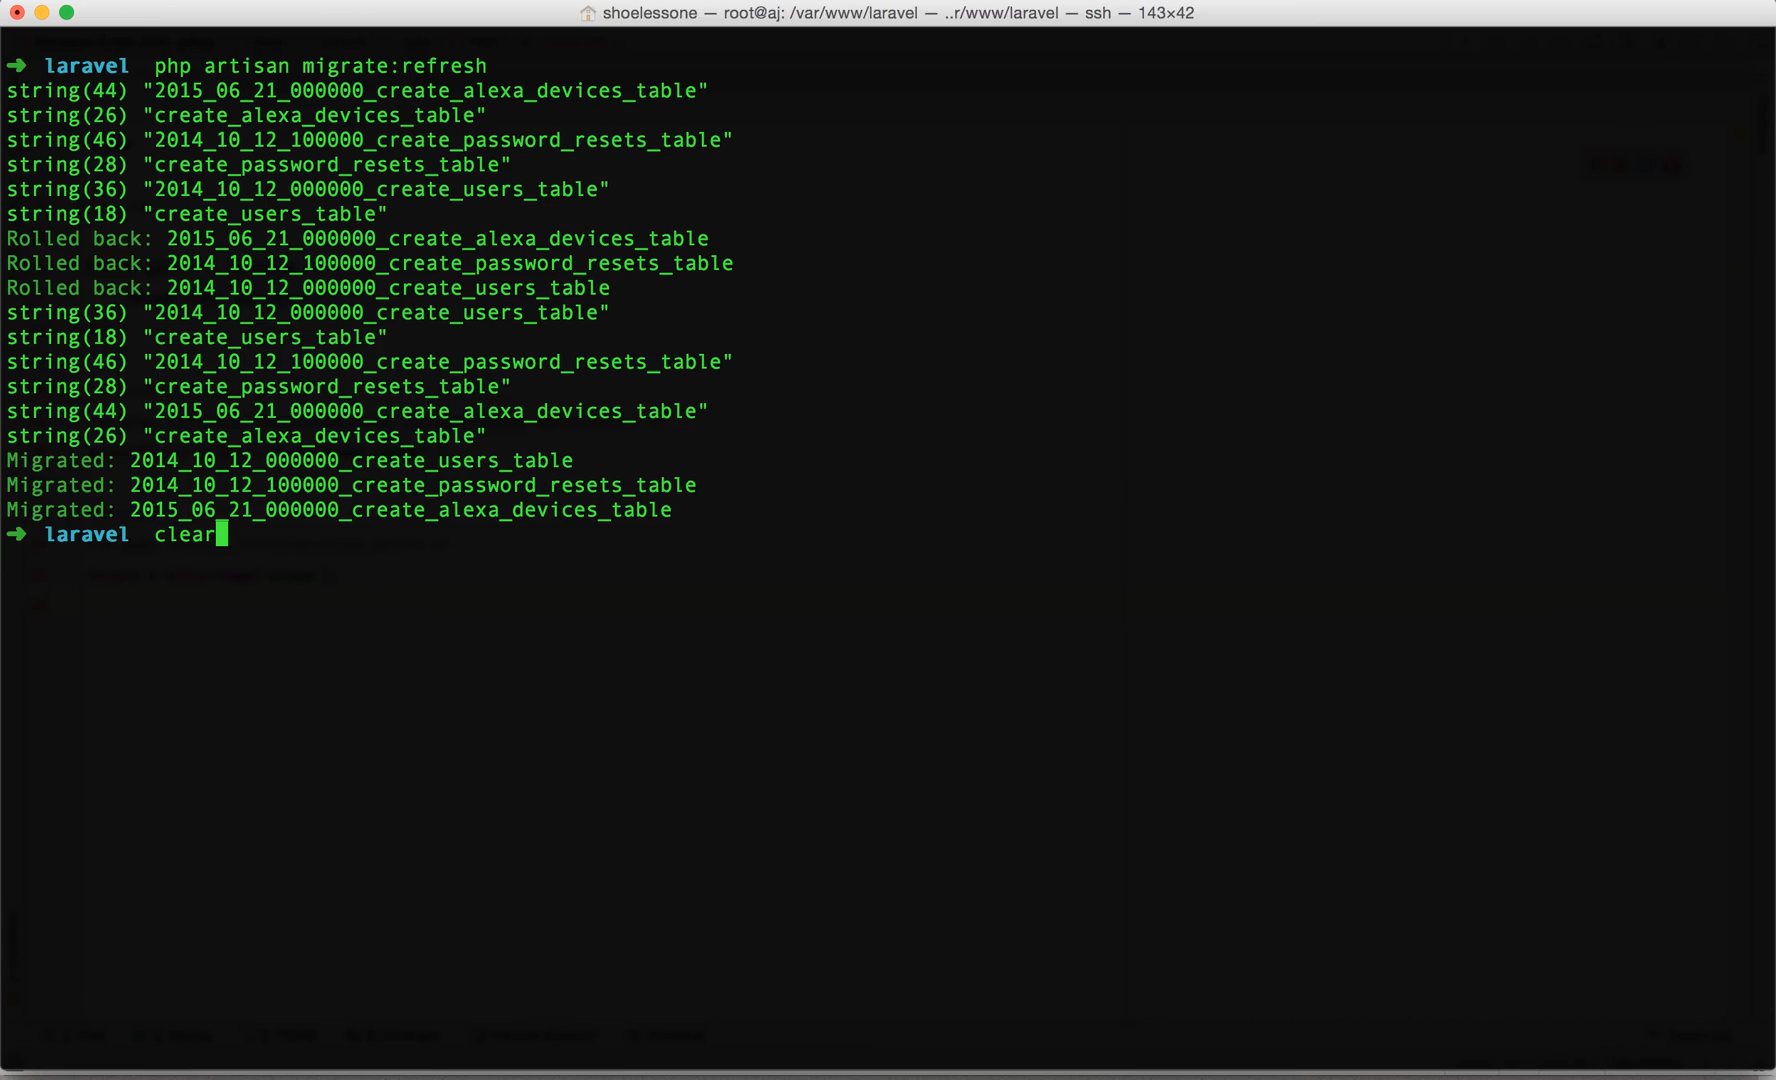 shoelessone — root@aj: /var/www/laravel — ..r/www/laravel — ssh — 143×42
➜ laravel php artisan migrate:refresh
string(44) "2015_06_21_000000_create_alexa_devices_table"
string(26) "create_alexa_devices_table"
string(46) "2014_10_12_100000_create_password_resets_table"
string(28) "create_password_resets_table"
string(36) "2014_10_12_000000_create_users_table"
string(18) "create_users_table"
Rolled back: 2015_06_21_000000_create_alexa_devices_table
Rolled back: 2014_10_12_100000_create_password_resets_table
Rolled back: 2014_10_12_000000_create_users_table
string(36) "2014_10_12_000000_create_users_table"
string(18) "create_users_table"
string(46) "2014_10_12_100000_create_password_resets_table"
string(28) "create_password_resets_table"
string(44) "2015_06_21_000000_create_alexa_devices_table"
string(26) "create_alexa_devices_table"
Migrated: 2014_10_12_000000_create_users_table
Migrated: 2014_10_12_100000_create_password_resets_table
Migrated: 2015_06_21_000000_create_alexa_devices_table
➜ laravel clear